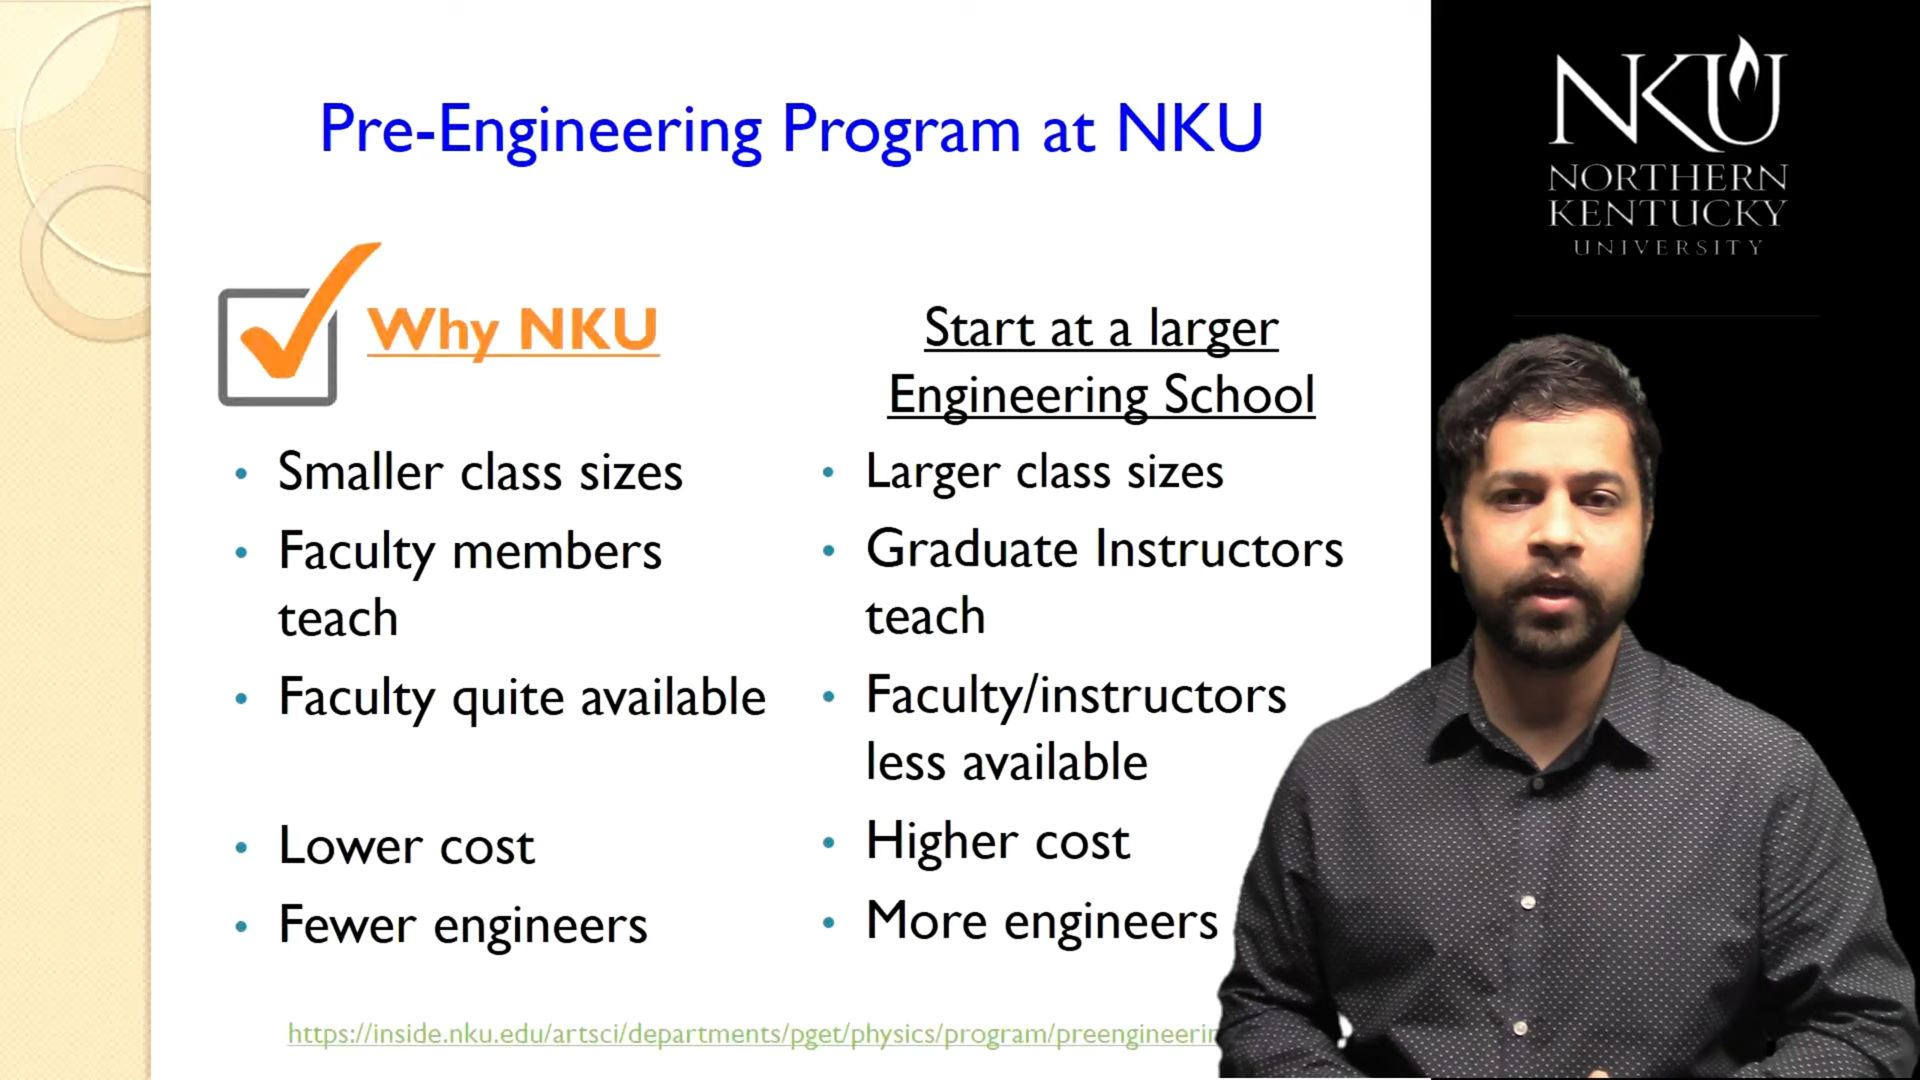 Pre-Engineering Program at NKU
Why NKU
• Smaller class sizes
• Faculty members
teach
• Faculty quite available
• Lower cost
• Fewer engineers
Start at a larger
Engineering School
• Larger class sizes
• Graduate Instructors
teach
• Faculty/instructors
less available
• Higher cost
• More engineers
https://inside.nku.edu/artsci/departments/pget/physics/program/preengineerin
NKU
NORTHERN
KENTUCKY
UNIVERSITY